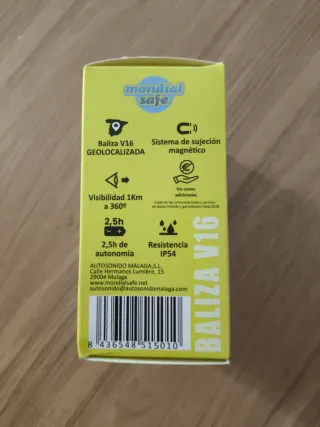 mondial
safe
Baliza V16
GEOLOCALIZADA
Sistema de sujeción
magnético
Visibilidad 1Km
a 360º
Sin costes
adicionales
2,5h
2,5h de
autonomía
Resistencia
IP54
AUTOSONIDO MALAGA,S.L.
Calle Hermanos Lumière, 15
29004 Malaga
www.mondialsafe.net
autosonido@autosonidomalaga.com
8 436548 515010
BALIZA V16